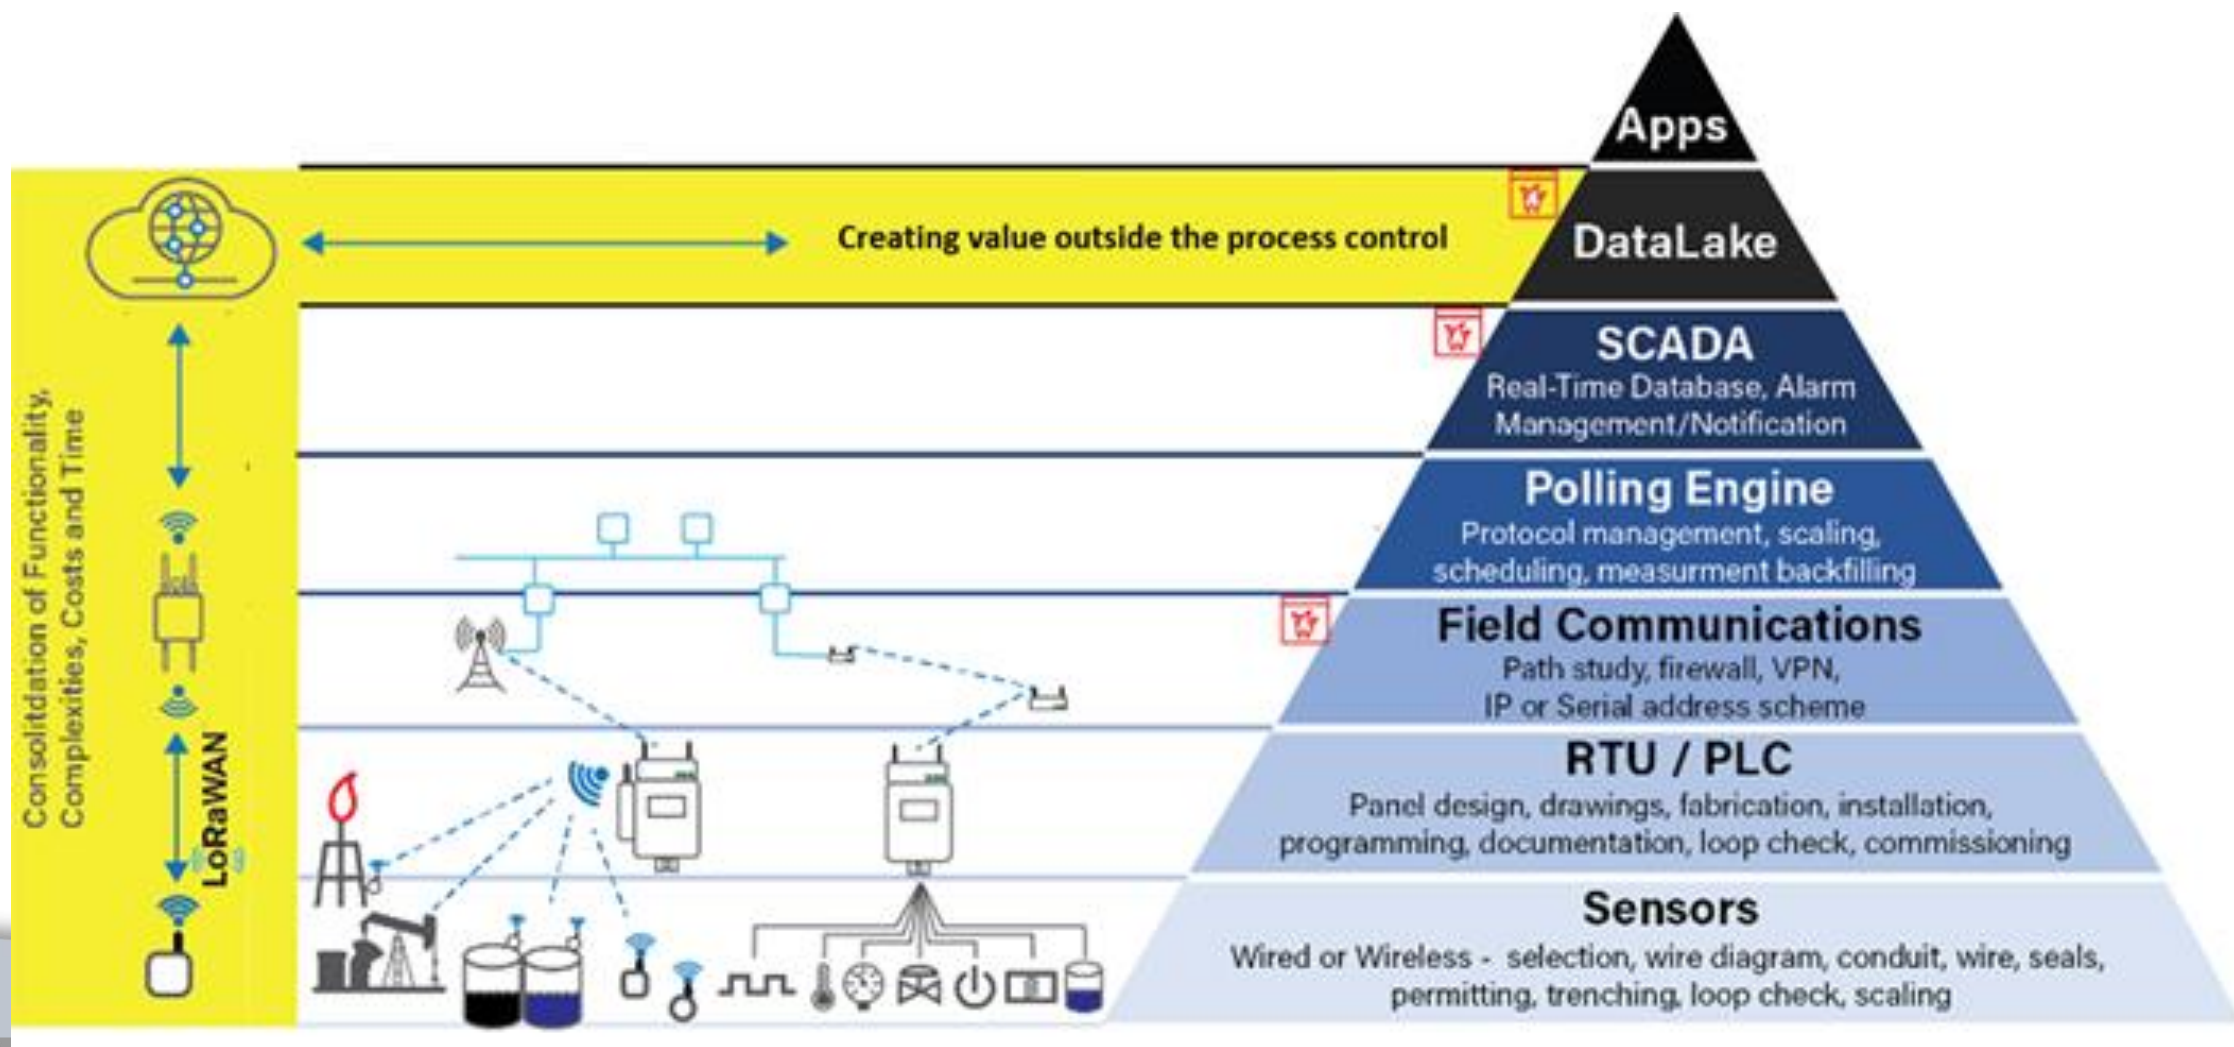 Apps
Creating value outside the process control
DataLake
SCADA
Real-Time Database, Alarm
Management/Notification
Polling Engine
Protocol management, scaling,
scheduling, measurment backfilling
Field Communications
Path study, firewall, VPN,
IP or Serial address scheme
RTU / PLC
Panel design, drawings, fabrication, installation,
programming, documentation, loop check, commissioning
Sensors
Wired or Wireless - selection, wire diagram, conduit, wire, seals,
permitting, trenching, loop check, scaling
Consolitdation of Functionality,
Complexities, Costs and Time
LoRaWAN